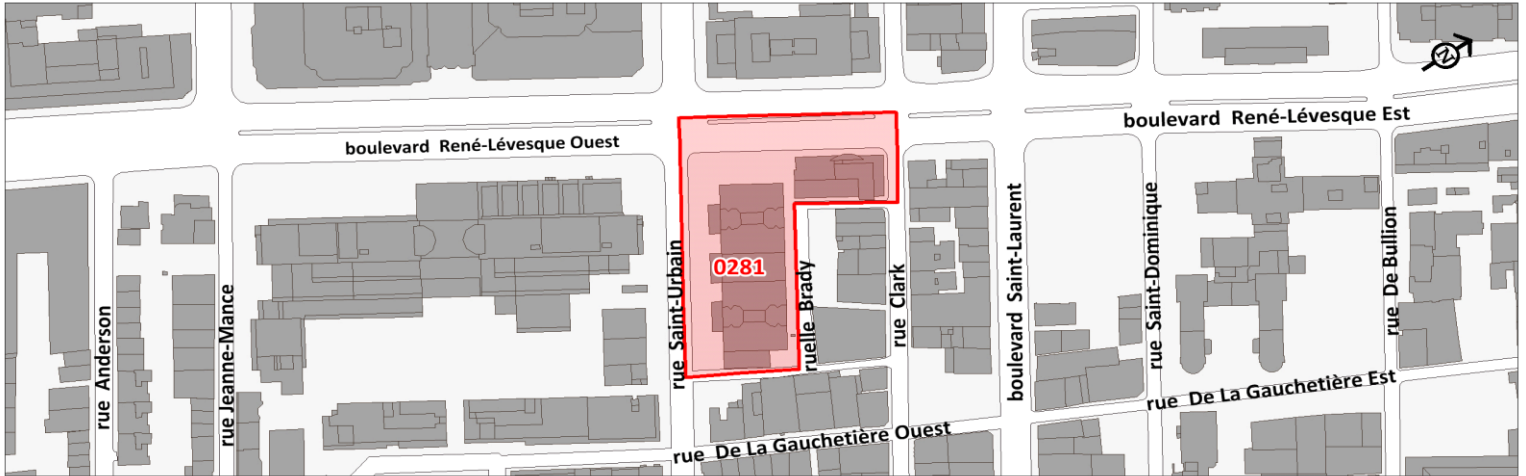 N
boulevard René-Lévesque Ouest
boulevard René-Lévesque Est
0281
rue Anderson
rue Jeanne-Mance
rue Saint-Urbain
ruelle Brady
rue Clark
boulevard Saint-Laurent
rue Saint-Dominique
rue De Bullion
rue De La Gauchetière Ouest
rue De La Gauchetière Est